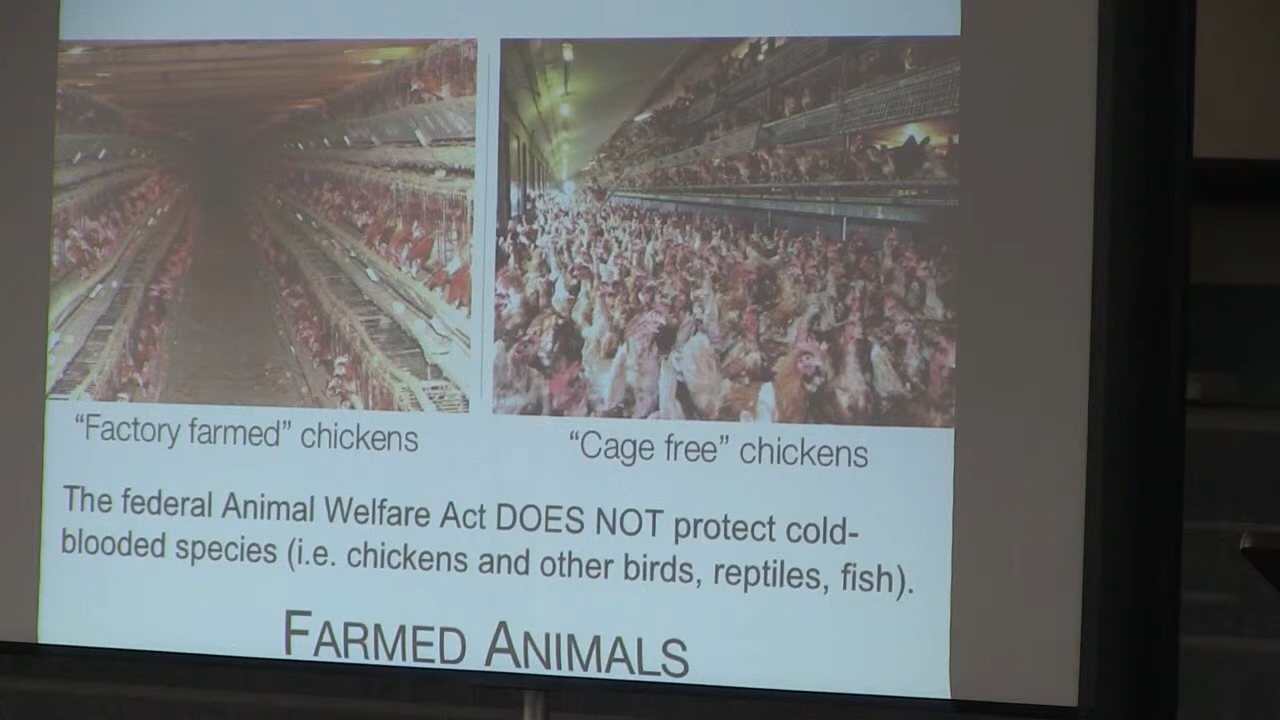 “Factory farmed” chickens
“Cage free” chickens
The federal Animal Welfare Act DOES NOT protect cold-
blooded species (i.e. chickens and other birds, reptiles, fish).
FARMED ANIMALS